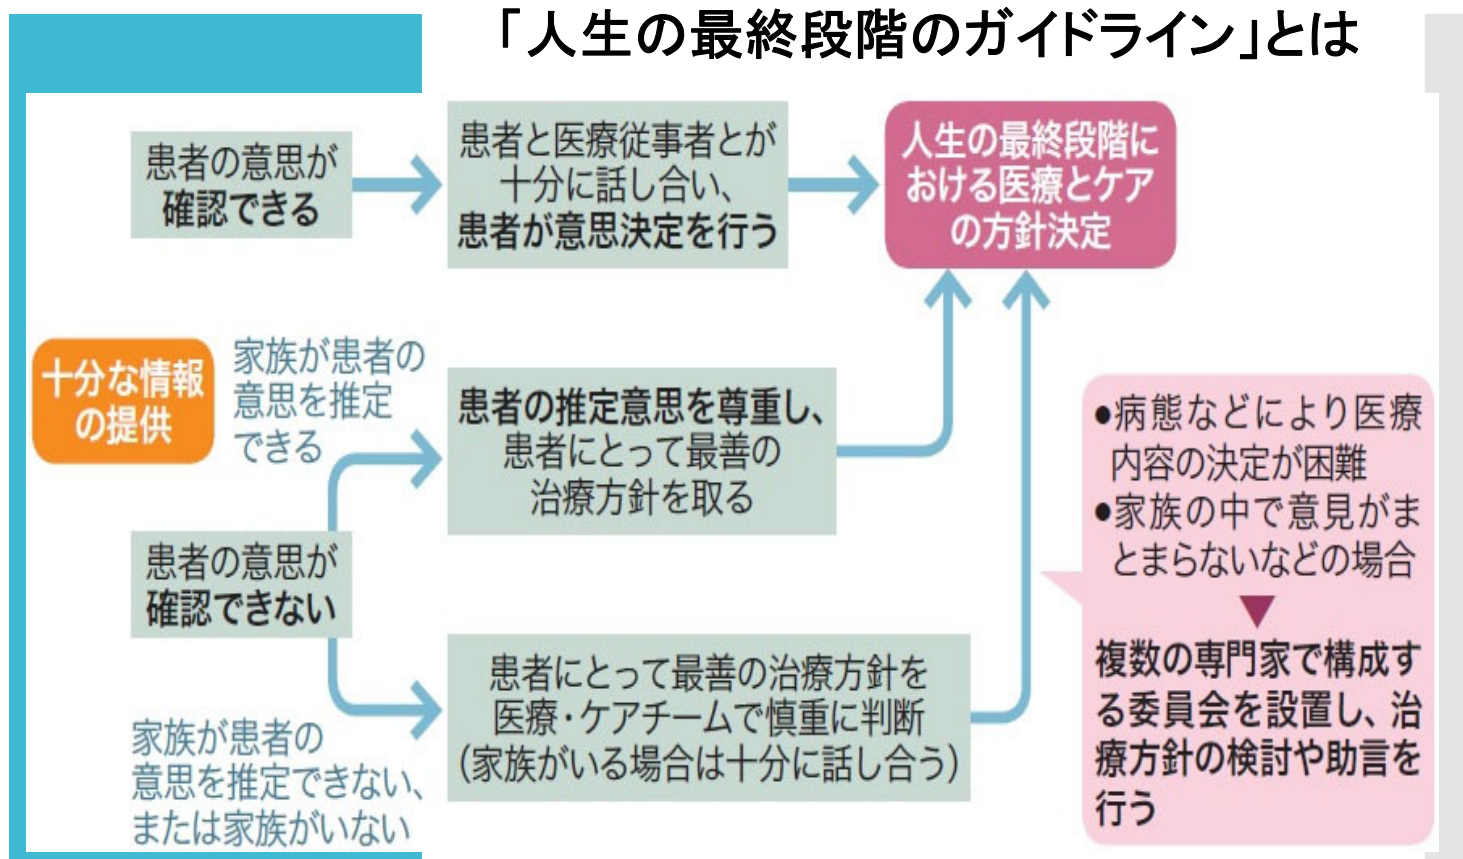 「人生の最終段階のガイドライン」とは
患者の意思が
確認できる
患者と医療従事者とが
十分に話し合い、
患者が意思決定を行う
人生の最終段階に
おける医療とケア
の方針決定
十分な情報
の提供
家族が患者の
意思を推定
できる
患者の推定意思を尊重し、
患者にとって最善の
治療方針を取る
患者の意思が
確認できない
家族が患者の
意思を推定できない、
または家族がいない
患者にとって最善の治療方針を
医療・ケアチームで慎重に判断
(家族がいる場合は十分に話し合う)
●病態などにより医療
内容の決定が困難
●家族の中で意見がま
とまらないなどの場合
▼
複数の専門家で構成す
る委員会を設置し、治
療方針の検討や助言を
行う